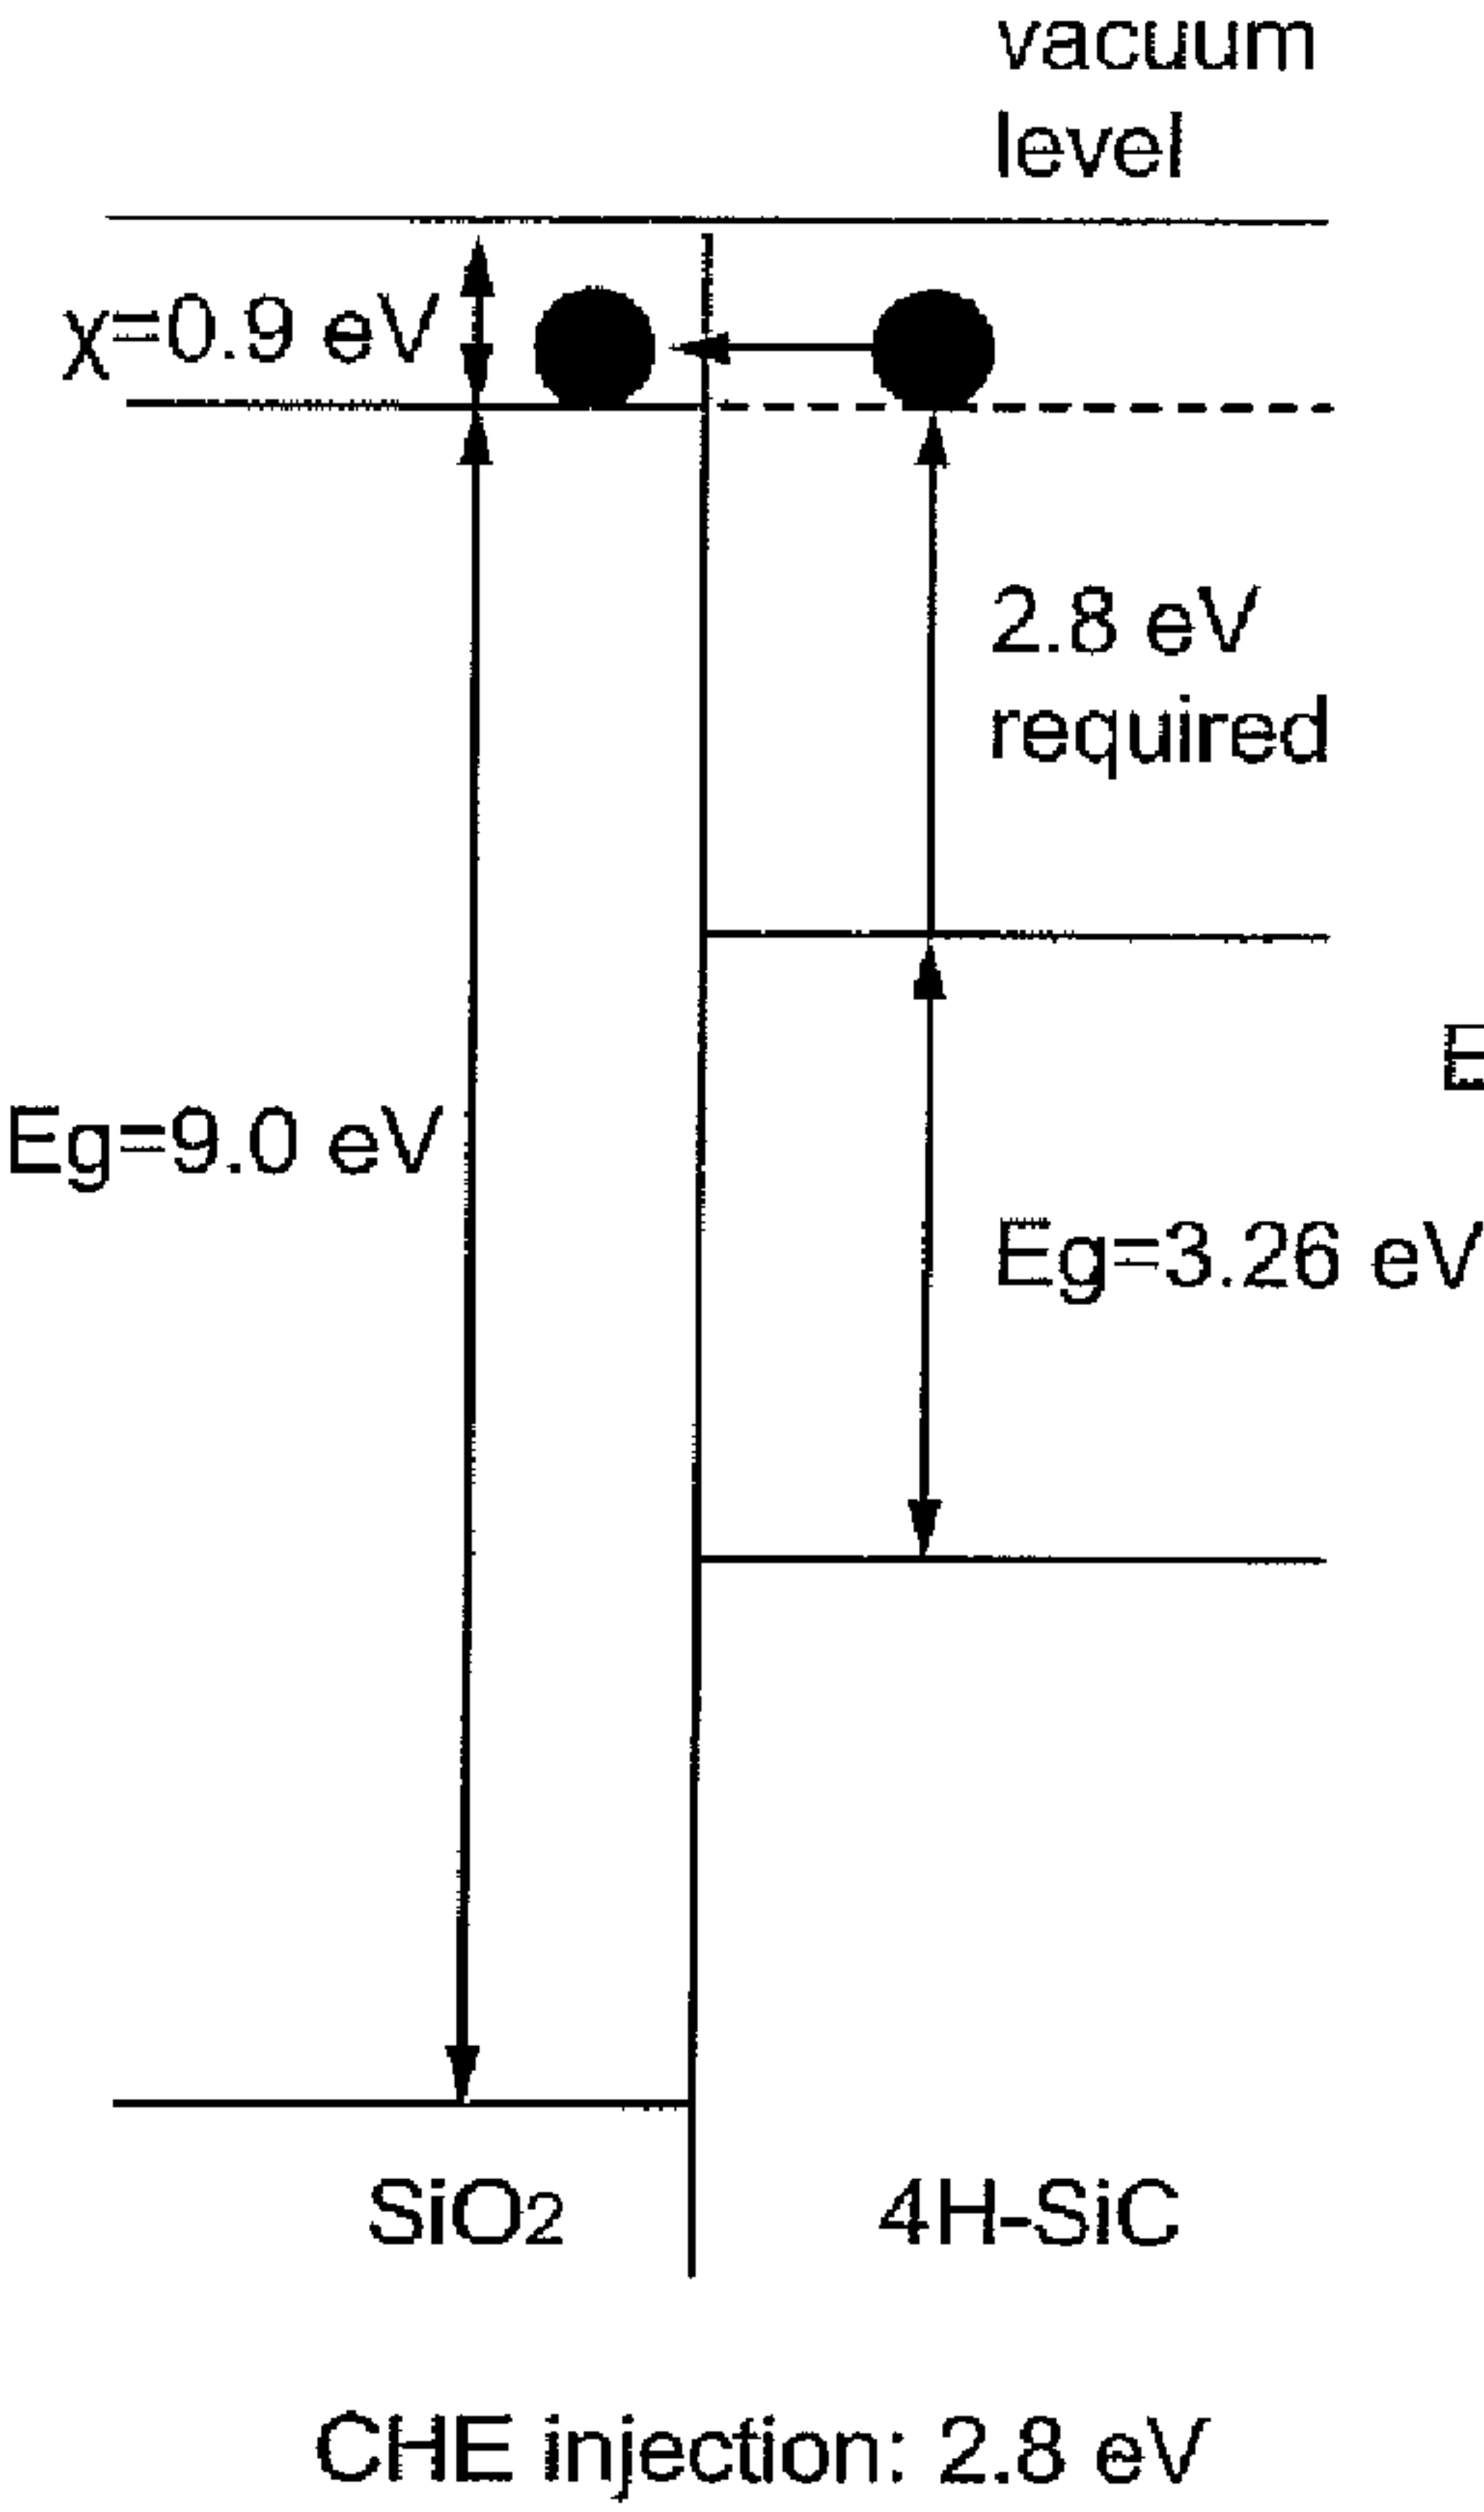 vacuum
level
χ=0.9 eV
2.8 eV
required
E
Eg=9.0 eV
Eg=3.26 eV
SiO2
4H-SiC
CHE injection: 2.8 eV